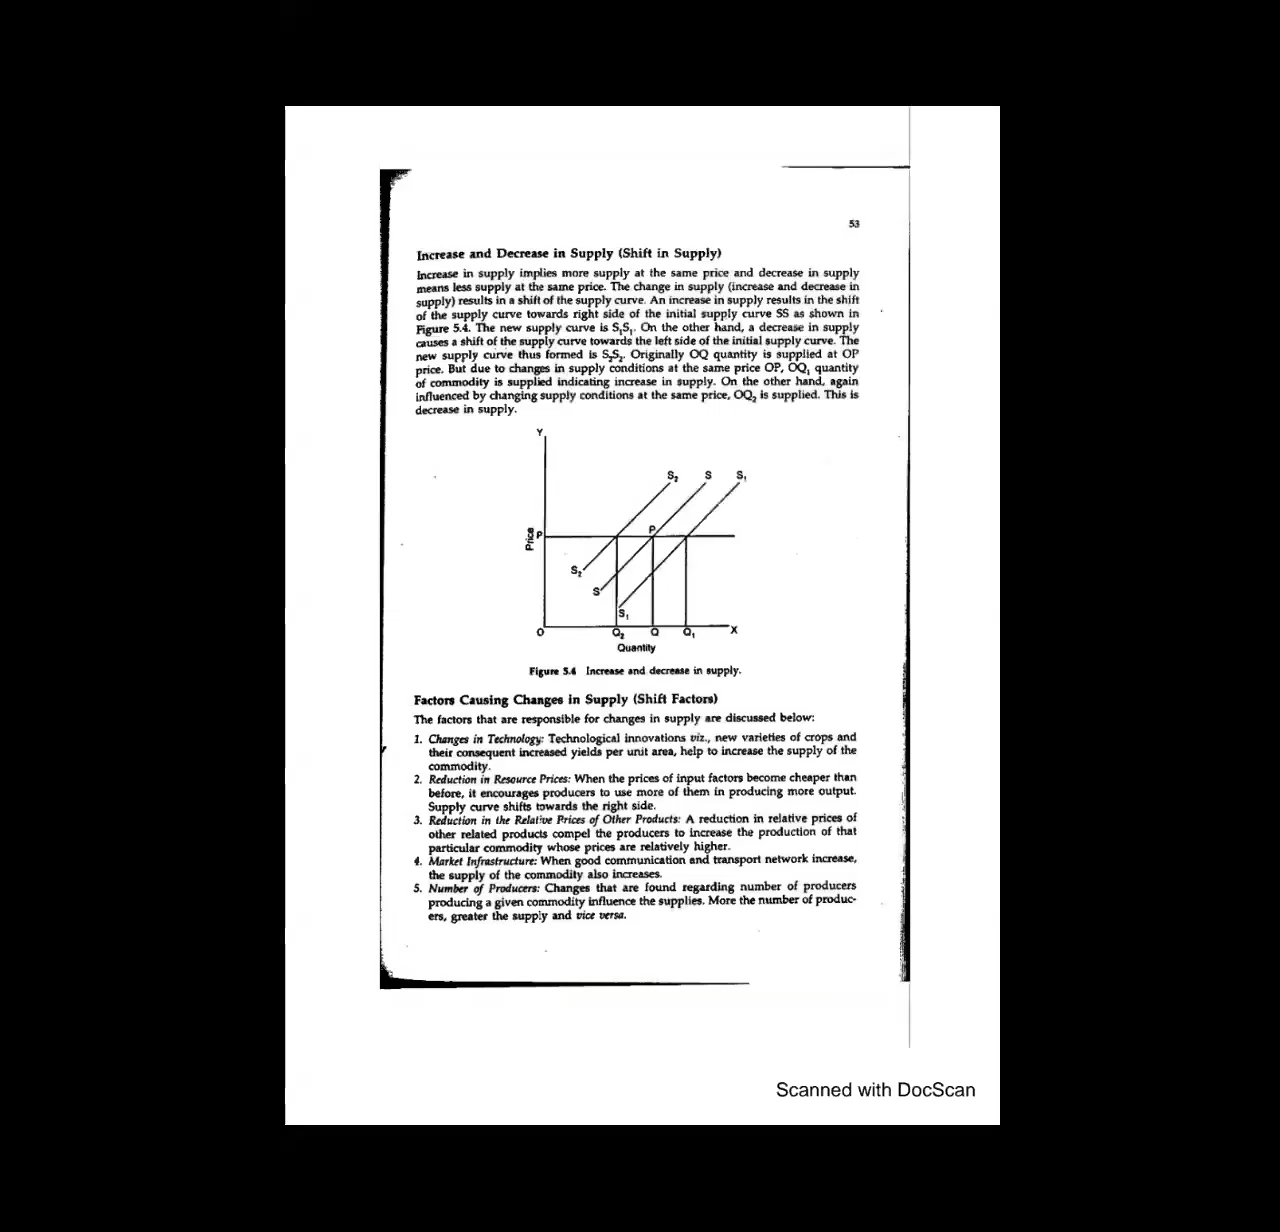 53
Increase and Decrease in Supply (Shift in Supply)
Increase in supply implies more supply at the same price and decrease in supply
means less supply at the same price. The change in supply (increase and decrease in
supply) results in a shift of the supply curve. An increase in supply results in the shift
of the supply curve towards right side of the initial supply curve SS as shown in
Figure 5.4. The new supply curve is S₁S₁. On the other hand, a decrease in supply
causes a shift of the supply curve towards the left side of the initial supply curve. The
new supply curve thus formed is S₂S₂. Originally OQ quantity is supplied at OP
price. But due to changes in supply conditions at the same price OP, OQ₁ quantity
of commodity is supplied indicating increase in supply. On the other hand, again
influenced by changing supply conditions at the same price, OQ₂ is supplied. This is
decrease in supply.
Y
S₂ S S₁
P
Price
P
S₂
S
S₁
O Q₂ Q Q₁ X
Quantity
Figure 5.4 Increase and decrease in supply.
Factors Causing Changes in Supply (Shift Factors)
The factors that are responsible for changes in supply are discussed below:
1. Changes in Technology: Technological innovations viz., new varieties of crops and
their consequent increased yields per unit area, help to increase the supply of the
commodity.
2. Reduction in Resource Prices: When the prices of input factors become cheaper than
before, it encourages producers to use more of them in producing more output.
Supply curve shifts towards the right side.
3. Reduction in the Relative Prices of Other Products: A reduction in relative prices of
other related products compel the producers to increase the production of that
particular commodity whose prices are relatively higher.
4. Market Infrastructure: When good communication and transport network increase,
the supply of the commodity also increases.
5. Number of Producers: Changes that are found regarding number of producers
producing a given commodity influence the supplies. More the number of produc-
ers, greater the supply and vice versa.
Scanned with DocScan